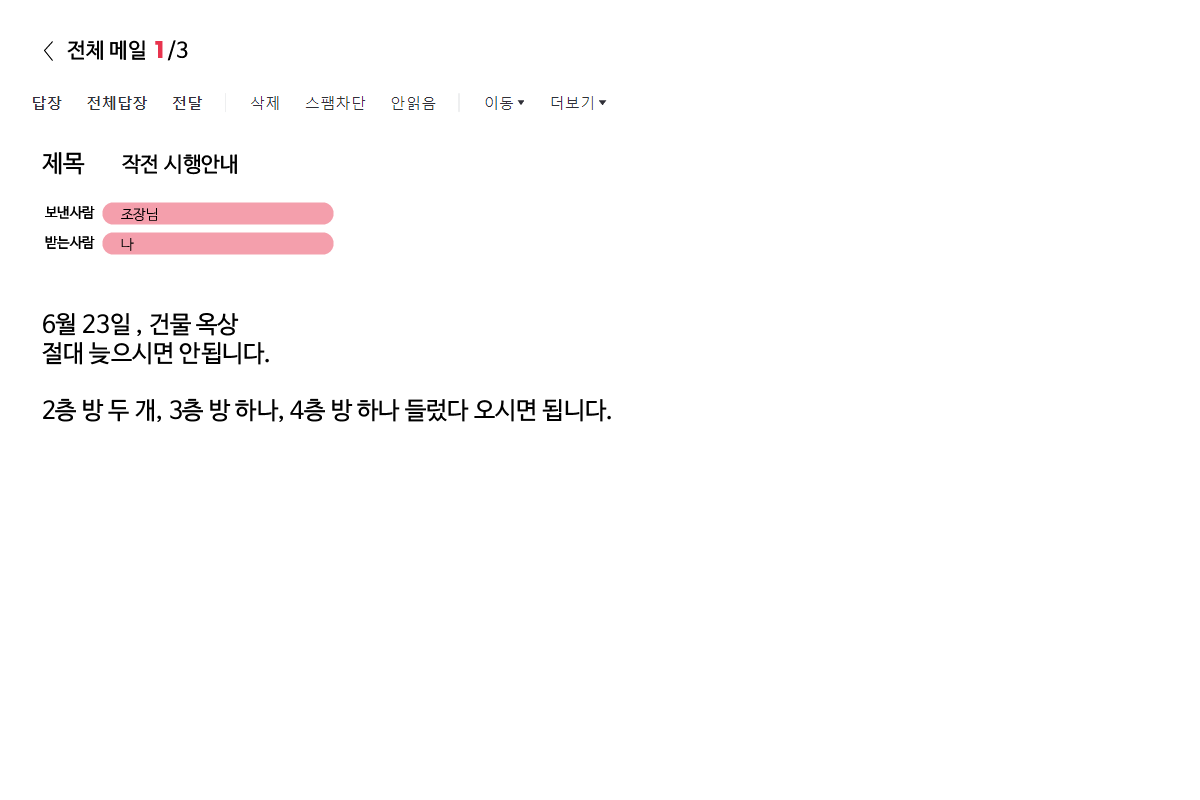 전체 메일 1/3
답장 전체답장 전달 삭제 스팸차단 안읽음 이동 더보기
제목 작전 시행안내
보낸사람 조장님
받는사람 나
6월 23일 , 건물 옥상
절대 늦으시면 안됩니다.
2층 방 두 개, 3층 방 하나, 4층 방 하나 들렀다 오시면 됩니다.